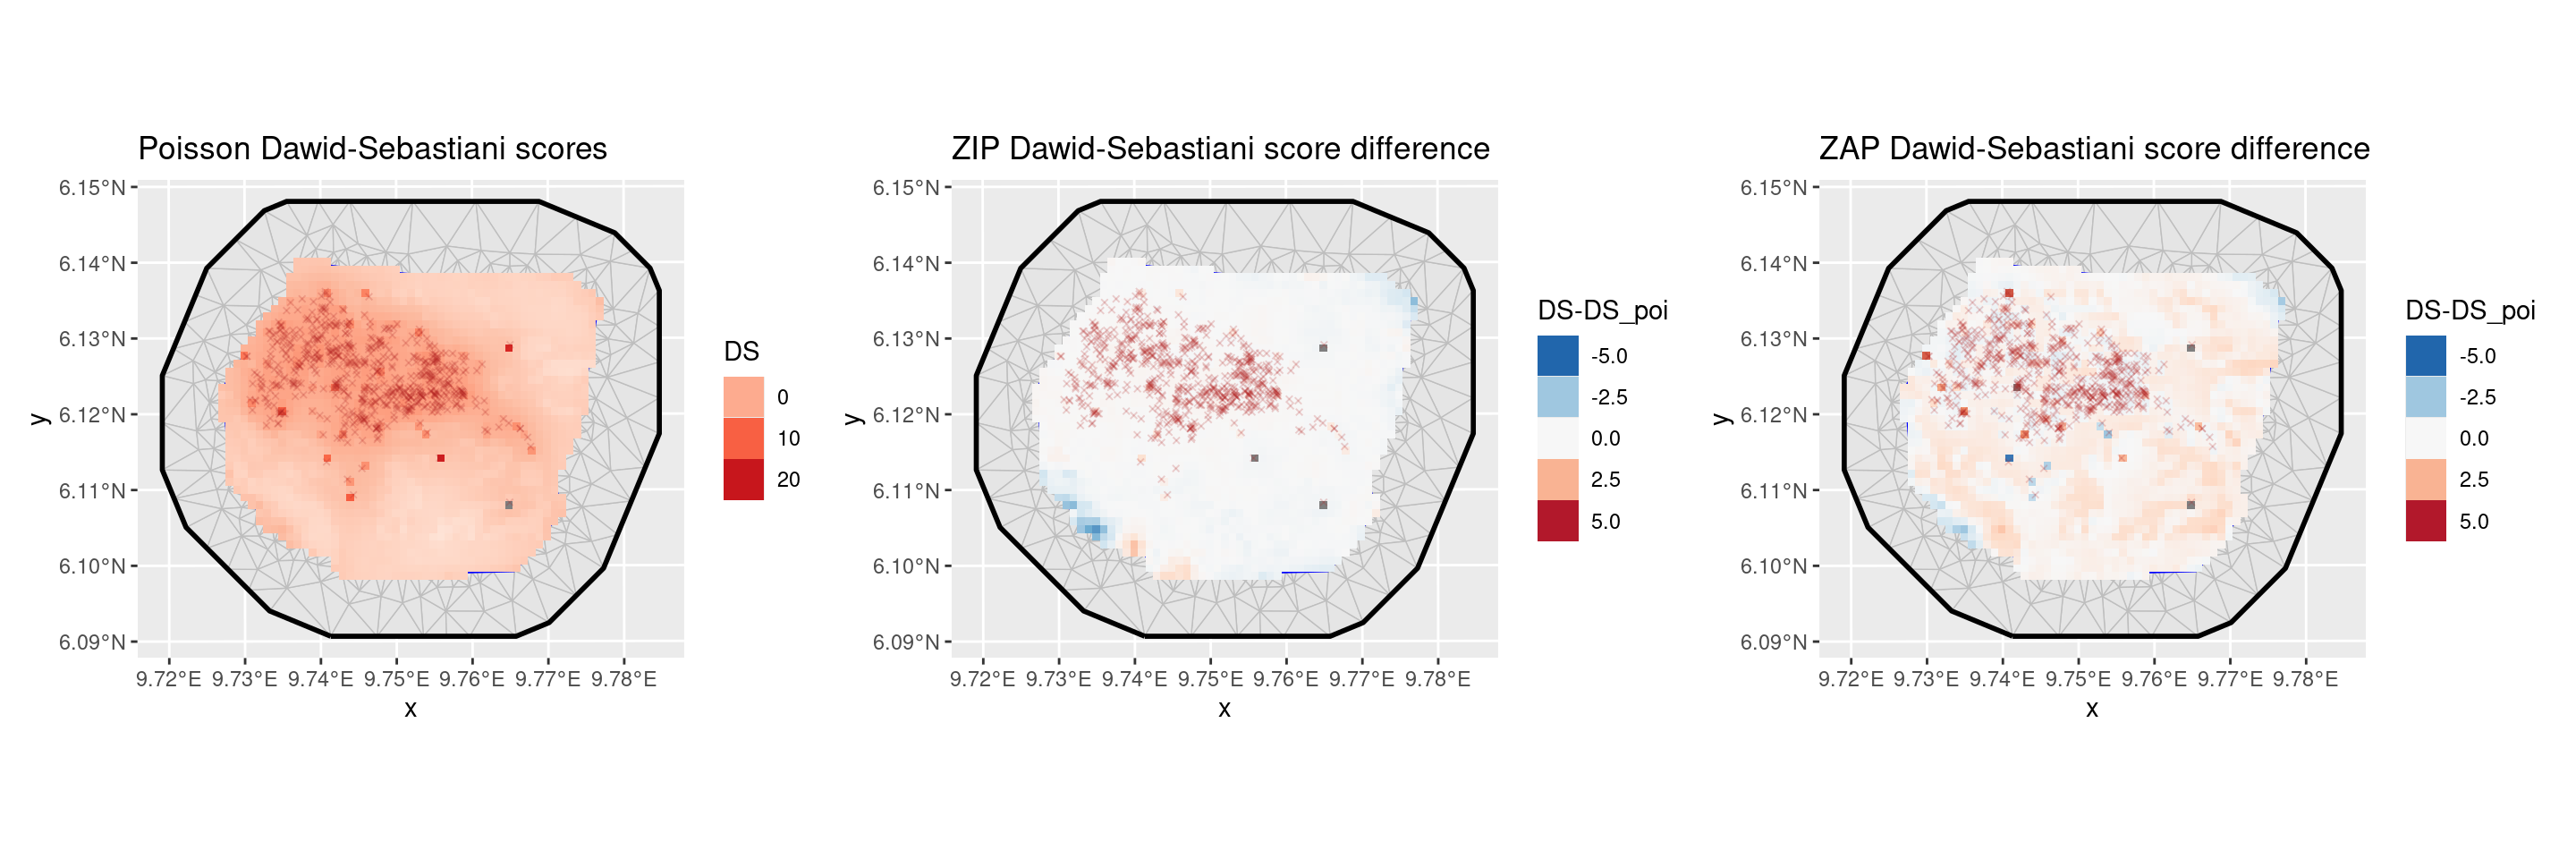 Poisson Dawid-Sebastiani scores
6.15°N
6.14°N
6.13°N
6.12°N
6.11°N
6.10°N
6.09°N
y
9.72°E 9.73°E 9.74°E 9.75°E 9.76°E 9.77°E 9.78°E
x
DS
0
10
20
ZIP Dawid-Sebastiani score difference
6.15°N
6.14°N
6.13°N
6.12°N
6.11°N
6.10°N
6.09°N
y
9.72°E 9.73°E 9.74°E 9.75°E 9.76°E 9.77°E 9.78°E
x
DS-DS_poi
-5.0
-2.5
0.0
2.5
5.0
ZAP Dawid-Sebastiani score difference
6.15°N
6.14°N
6.13°N
6.12°N
6.11°N
6.10°N
6.09°N
y
9.72°E 9.73°E 9.74°E 9.75°E 9.76°E 9.77°E 9.78°E
x
DS-DS_poi
-5.0
-2.5
0.0
2.5
5.0